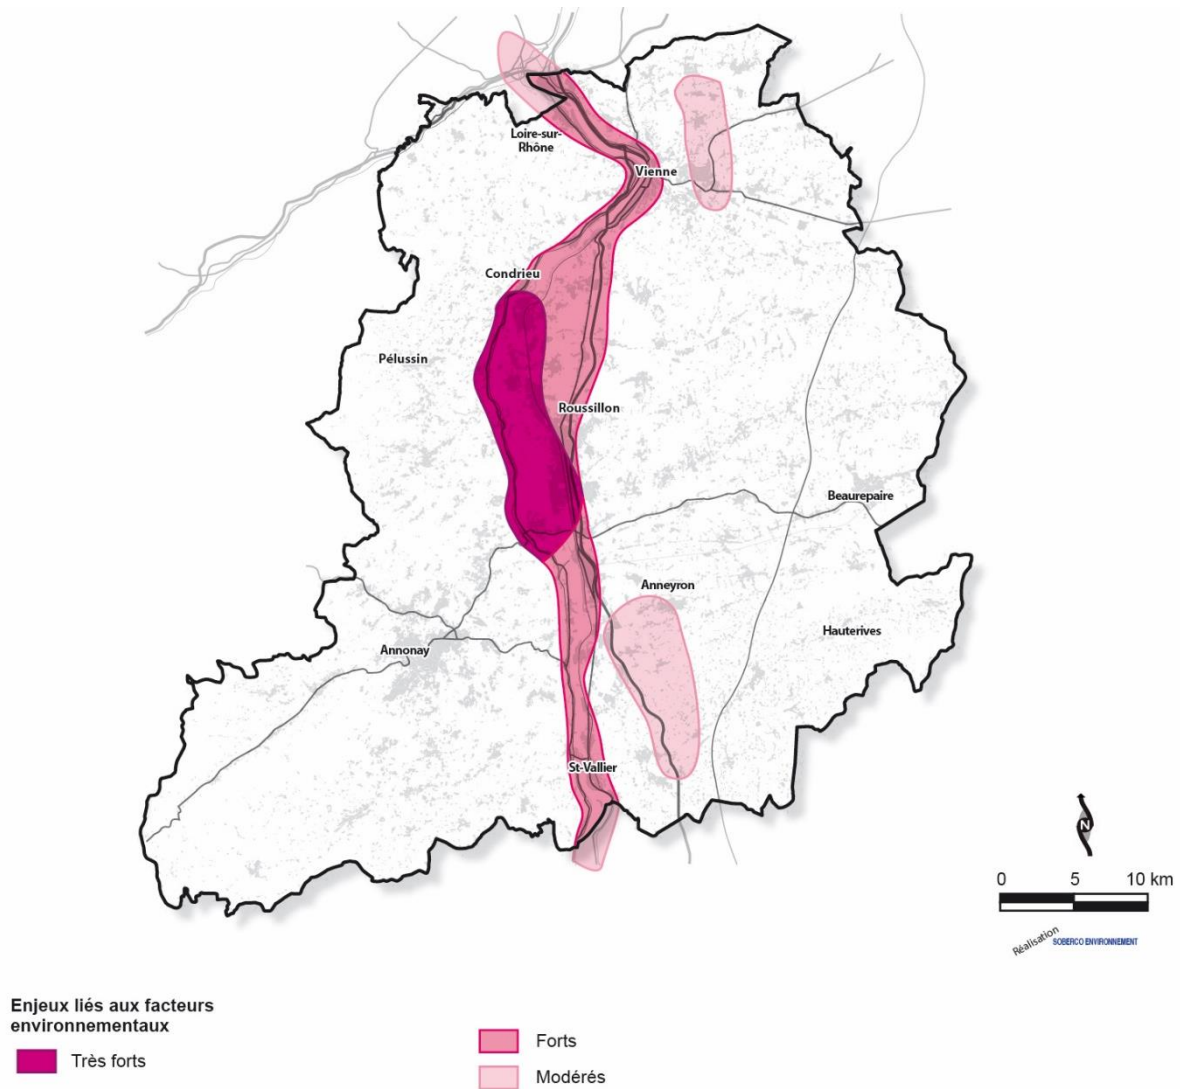 Loire-sur-
Rhône
Vienne
Condrieu
Pélussin
Roussillon
Beaurepaire
Anneyron
Hauterives
Annonay
St-Vallier
N
0 5 10 km
Réalisation SOBERCO ENVIRONNEMENT
Enjeux liés aux facteurs
environnementaux
Très forts
Forts
Modérés